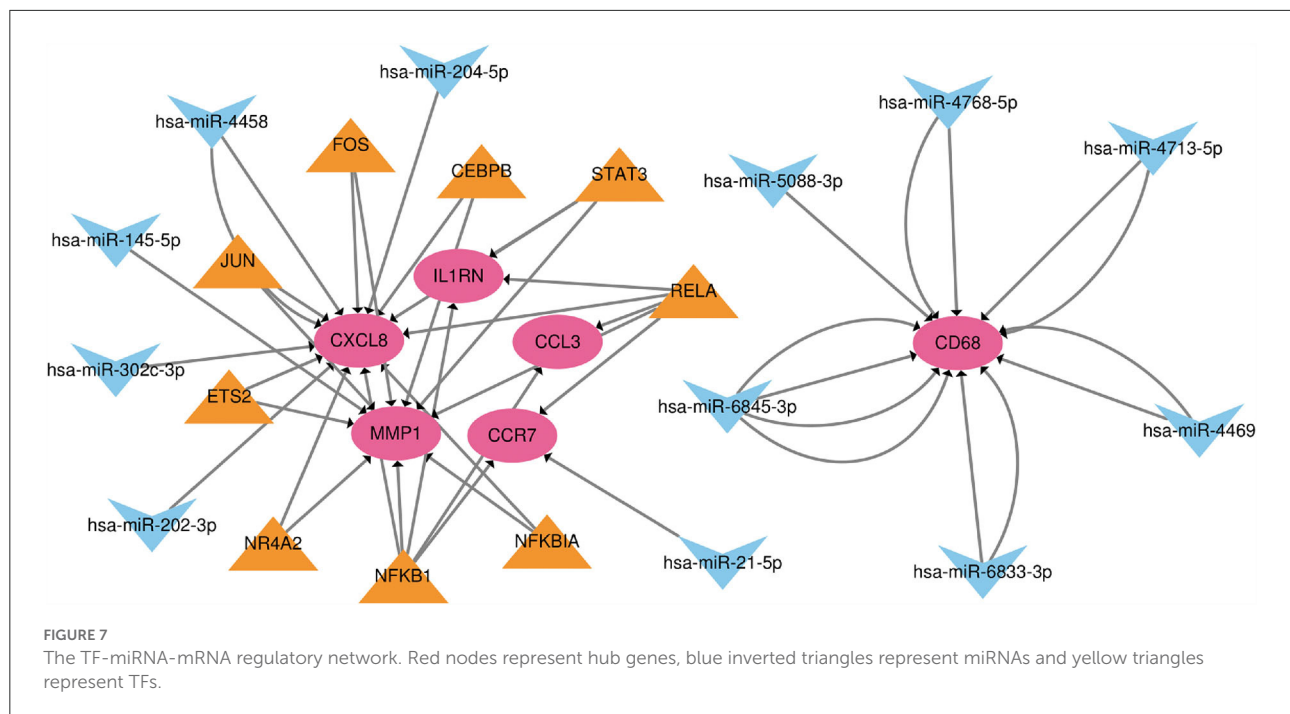 hsa-miR-204-5p
hsa-miR-4458
FOS
CEBPB
STAT3
hsa-miR-145-5p
JUN
IL1RN
RELA
CXCL8
CCL3
hsa-miR-302c-3p
ETS2
MMP1
CCR7
hsa-miR-202-3p
NR4A2
NFKB1
NFKBIA
hsa-miR-21-5p
hsa-miR-4768-5p
hsa-miR-4713-5p
hsa-miR-5088-3p
CD68
hsa-miR-6845-3p
hsa-miR-4469
hsa-miR-6833-3p
FIGURE 7
The TF-miRNA-mRNA regulatory network. Red nodes represent hub genes, blue inverted triangles represent miRNAs and yellow triangles
represent TFs.